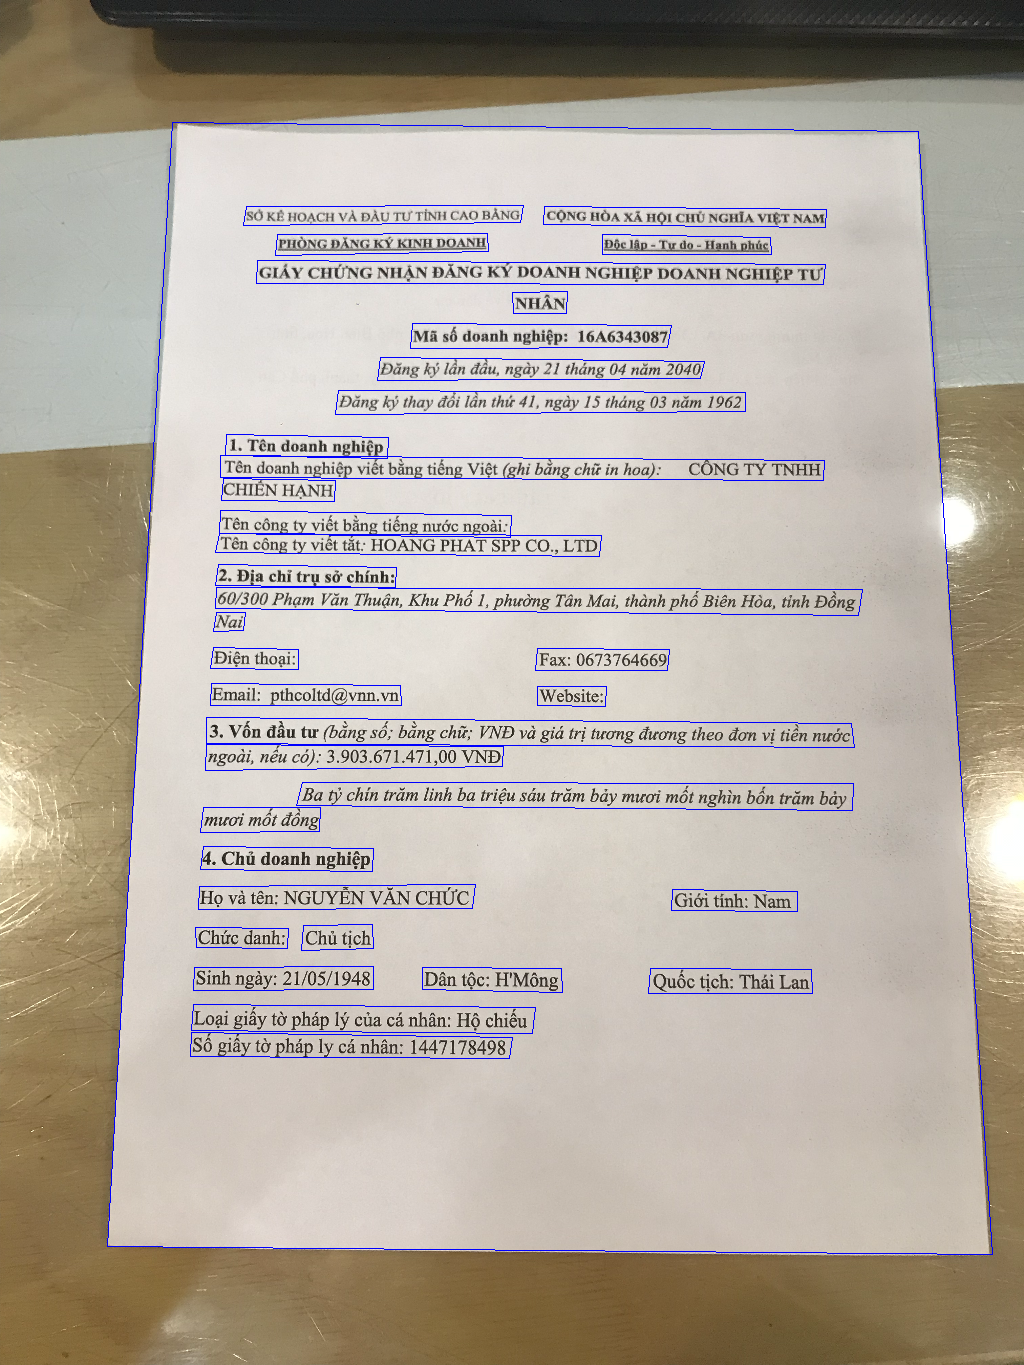 SỞ KẾ HOẠCH VÀ ĐẦU TƯ TỈNH CAO BẰNG CỘNG HÒA XÃ HỘI CHỦ NGHĨA VIỆT NAM
PHÒNG ĐĂNG KÝ KINH DOANH Độc lập - Tự do - Hạnh phúc
GIẤY CHỨNG NHẬN ĐĂNG KÝ DOANH NGHIỆP DOANH NGHIỆP TƯ
NHÂN
Mã số doanh nghiệp: 16A6343087
Đăng ký lần đầu, ngày 21 tháng 04 năm 2040
Đăng ký thay đổi lần thứ 41, ngày 15 tháng 03 năm 1962
1. Tên doanh nghiệp
Tên doanh nghiệp viết bằng tiếng Việt (ghi bằng chữ in hoa): CÔNG TY TNHH
CHIẾN HẠNH
Tên công ty viết bằng tiếng nước ngoài:
Tên công ty viết tắt: HOANG PHAT SPP CO., LTD
2. Địa chỉ trụ sở chính:
60/300 Phạm Văn Thuận, Khu Phố 1, phường Tân Mai, thành phố Biên Hòa, tỉnh Đồng
Nai
Điện thoại: Fax: 0673764669
Email: pthcoltd@vnn.vn Website:
3. Vốn đầu tư (bằng số; bằng chữ; VNĐ và giá trị tương đương theo đơn vị tiền nước
ngoài, nếu có): 3.903.671.471,00 VNĐ
Ba tỷ chín trăm linh ba triệu sáu trăm bảy mươi mốt nghìn bốn trăm bảy
mươi mốt đồng
4. Chủ doanh nghiệp
Họ và tên: NGUYỄN VĂN CHỨC Giới tính: Nam
Chức danh: Chủ tịch
Sinh ngày: 21/05/1948 Dân tộc: H'Mông Quốc tịch: Thái Lan
Loại giấy tờ pháp lý của cá nhân: Hộ chiếu
Số giấy tờ pháp ly cá nhân: 1447178498